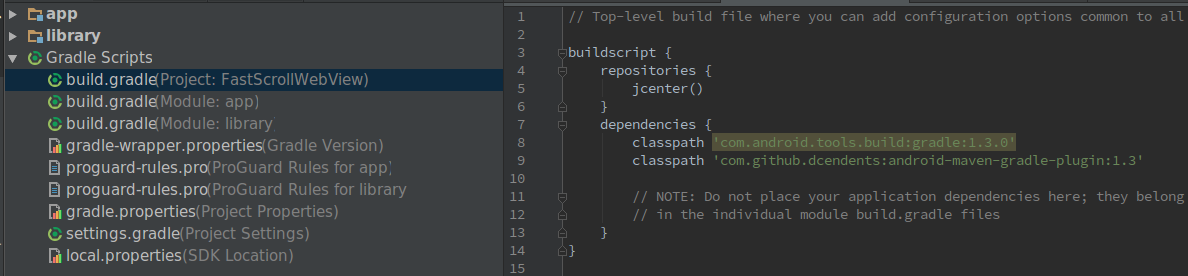 app
library
Gradle Scripts
build.gradle (Project: FastScrollWebView)
build.gradle (Module: app)
build.gradle (Module: library)
gradle-wrapper.properties (Gradle Version)
proguard-rules.pro (ProGuard Rules for app)
proguard-rules.pro (ProGuard Rules for library
gradle.properties (Project Properties)
settings.gradle (Project Settings)
local.properties (SDK Location)
1 // Top-level build file where you can add configuration options common to all
2
3 buildscript {
4 repositories {
5 jcenter()
6 }
7 dependencies {
8 classpath 'com.android.tools.build:gradle:1.3.0'
9 classpath 'com.github.dcendents:android-maven-gradle-plugin:1.3'
10
11 // NOTE: Do not place your application dependencies here; they belong
12 // in the individual module build.gradle files
13 }
14 }
15